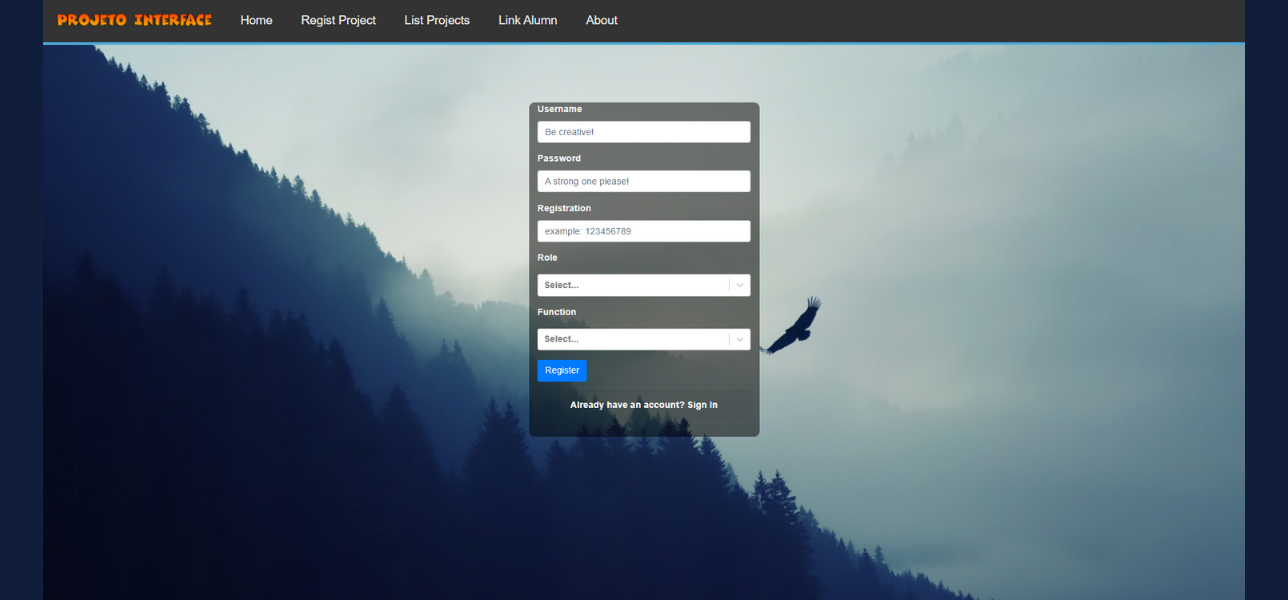 PROJETO INTERFACE Home Regist Project List Projects Link Alumn About
Username
Be creative!
Password
A strong one please!
Registration
example: 123456789
Role
Select...
Function
Select...
Register
Already have an account? Sign In